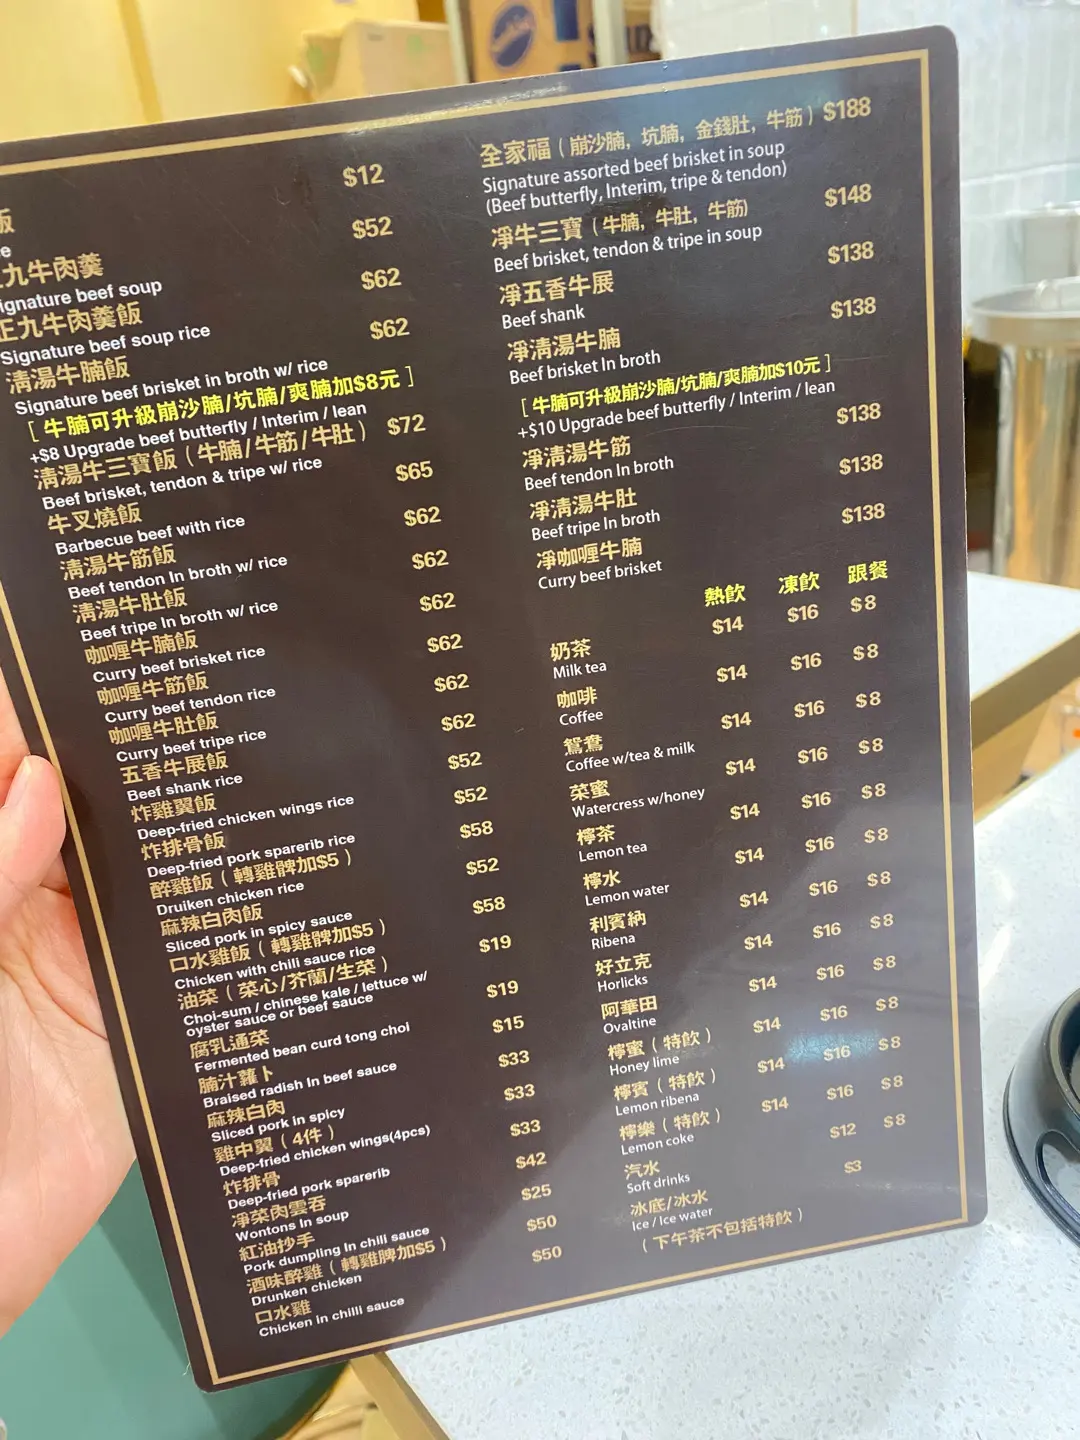 飯
$12
正九牛肉羹
Signature beef soup
$52
正九牛肉羹飯
Signature beef soup rice
$62
清湯牛腩飯
Signature beef brisket in broth w/ rice
$62
[ 牛腩可升級崩沙腩/坑腩/爽腩加$8元 ]
+$8 Upgrade beef butterfly / Interim / lean
清湯牛三寶飯（牛腩/牛筋/牛肚）
Beef brisket, tendon & tripe w/ rice
$72
牛叉燒飯
Barbecue beef with rice
$65
清湯牛筋飯
Beef tendon In broth w/ rice
$62
清湯牛肚飯
Beef tripe In broth w/ rice
$62
咖喱牛腩飯
Curry beef brisket rice
$62
咖喱牛筋飯
Curry beef tendon rice
$62
咖喱牛肚飯
Curry beef tripe rice
$62
五香牛展飯
Beef shank rice
$62
炸雞翼飯
Deep-fried chicken wings rice
$52
炸排骨飯
Deep-fried pork sparerib rice
$52
醉雞飯（轉雞髀加$5）
Druiken chicken rice
$58
麻辣白肉飯
Sliced pork in spicy sauce
$52
口水雞飯（轉雞髀加$5）
Chicken with chili sauce rice
$58
油菜（菜心/芥蘭/生菜）
Choi-sum / chinese kale / lettuce w/
oyster sauce or beef sauce
$19
腐乳通菜
Fermented bean curd tong choi
$19
腩汁蘿卜
Braised radish In beef sauce
$15
麻辣白肉
Sliced pork in spicy
$33
雞中翼（4件）
Deep-fried chicken wings(4pcs)
$33
炸排骨
Deep-fried pork sparerib
$33
凈菜肉雲吞
Wontons In soup
$42
紅油抄手
Pork dumpling In chili sauce
$25
酒味醉雞（轉雞髀加$5）
Drunken chicken
$50
口水雞
Chicken in chilli sauce
$50
全家福（崩沙腩, 坑腩, 金錢肚, 牛筋）$188
Signature assorted beef brisket in soup
(Beef butterfly, Interim, tripe & tendon)
凈牛三寶（牛腩, 牛肚, 牛筋)
Beef brisket, tendon & tripe in soup
$148
凈五香牛展
Beef shank
$138
凈清湯牛腩
Beef brisket In broth
$138
[ 牛腩可升級崩沙腩/坑腩/爽腩加$10元 ]
+$10 Upgrade beef butterfly / Interim / lean
凈清湯牛筋
Beef tendon In broth
$138
凈清湯牛肚
Beef tripe In broth
$138
凈咖喱牛腩
Curry beef brisket
$138
熱飲 凍飲 跟餐
奶茶 $14 $16 $8
Milk tea
咖啡 $14 $16 $8
Coffee
鴛鴦 $14 $16 $8
Coffee w/tea & milk
菜蜜 $14 $16 $8
Watercress w/honey
檸茶 $14 $16 $8
Lemon tea
檸水 $14 $16 $8
Lemon water
利賓納 $14 $16 $8
Ribena
好立克 $14 $16 $8
Horlicks
阿華田 $14 $16 $8
Ovaltine
檸蜜（特飲） $14 $16 $8
Honey lime
檸賓（特飲） $14 $16 $8
Lemon ribena
檸樂（特飲） $14 $16 $8
Lemon coke
汽水 $12 $8
Soft drinks
冰底/冰水 $3
Ice / Ice water
（下午茶不包括特飲）